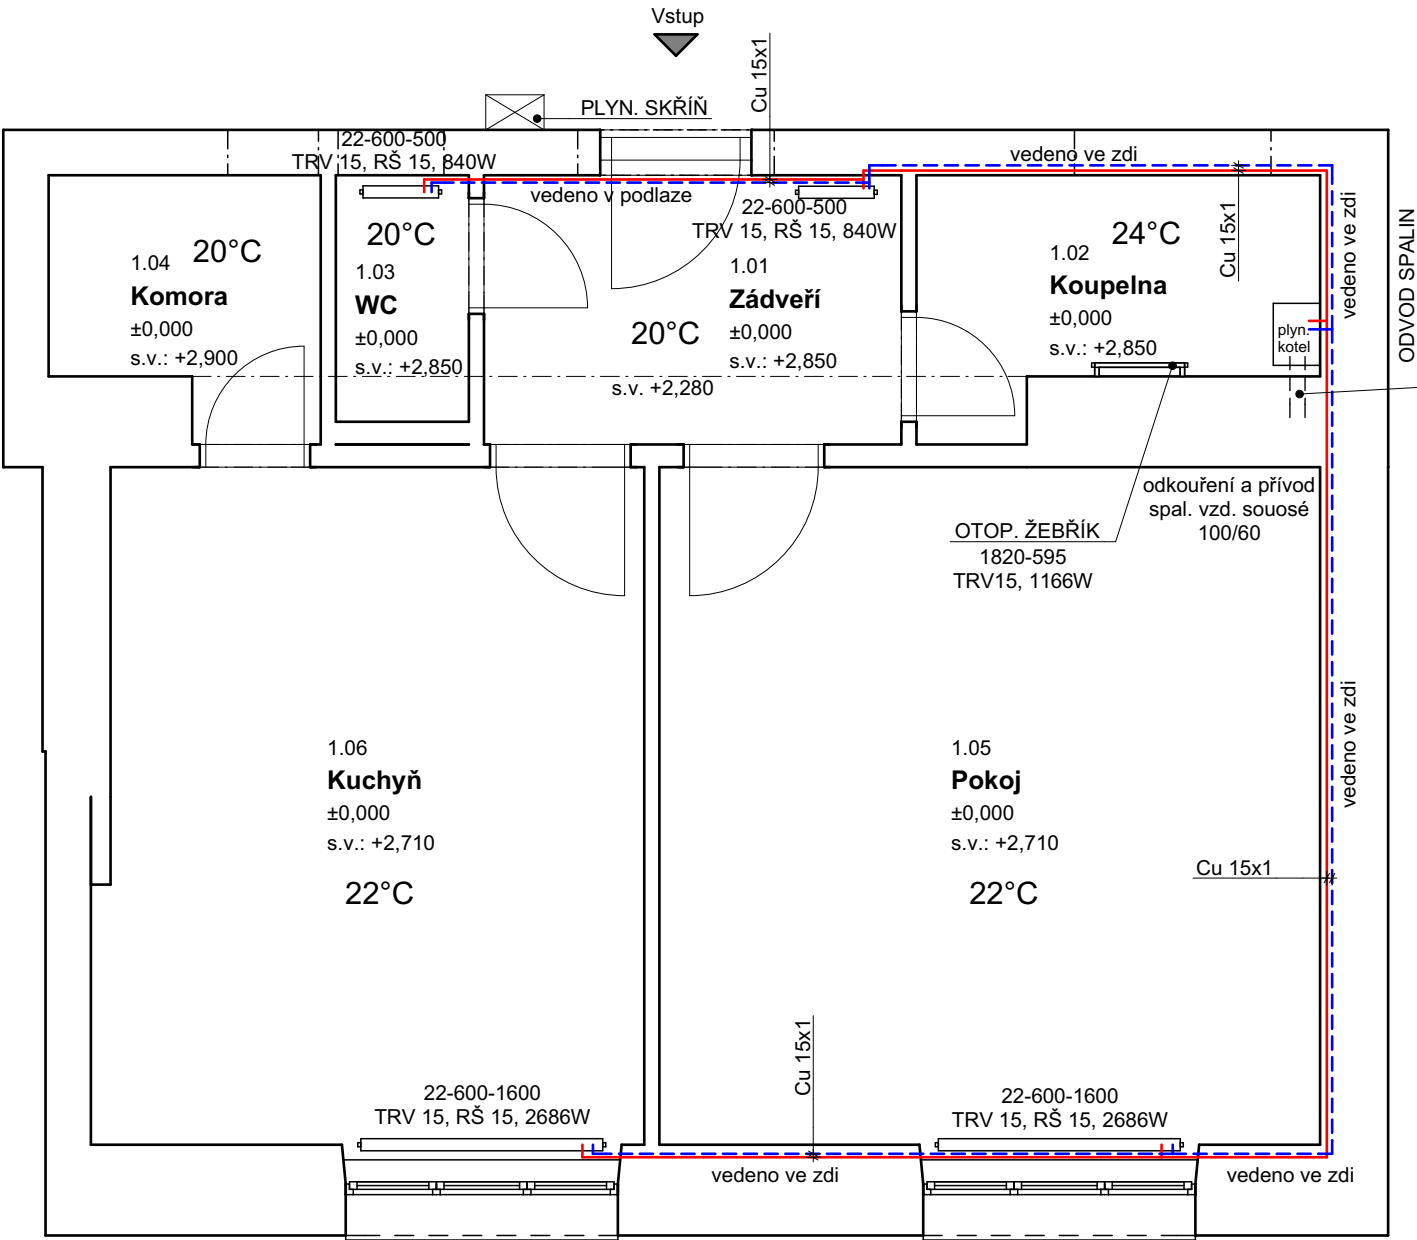 Vstup
Cu 15x1
PLYN. SKŘÍŇ
22-600-500
TRV 15, RŠ 15, 840W
vedeno v podlaze
22-600-500
TRV 15, RŠ 15, 840W
vedeno ve zdi
Cu 15x1
vedeno ve zdi
ODVOD SPALIN
1.04
20°C
Komora
±0,000
s.v.: +2,900
20°C
1.03
WC
±0,000
s.v.: +2,850
1.01
Zádveří
20°C
±0,000
s.v.: +2,850
s.v. +2,280
24°C
1.02
Koupelna
±0,000
s.v.: +2,850
plyn.
kotel
odkouření a přívod
spal. vzd. souosé
100/60
OTOP. ŽEBŘÍK
1820-595
TRV15, 1166W
1.06
Kuchyň
±0,000
s.v.: +2,710
22°C
1.05
Pokoj
±0,000
s.v.: +2,710
22°C
vedeno ve zdi
Cu 15x1
Cu 15x1
22-600-1600
TRV 15, RŠ 15, 2686W
22-600-1600
TRV 15, RŠ 15, 2686W
vedeno ve zdi
vedeno ve zdi